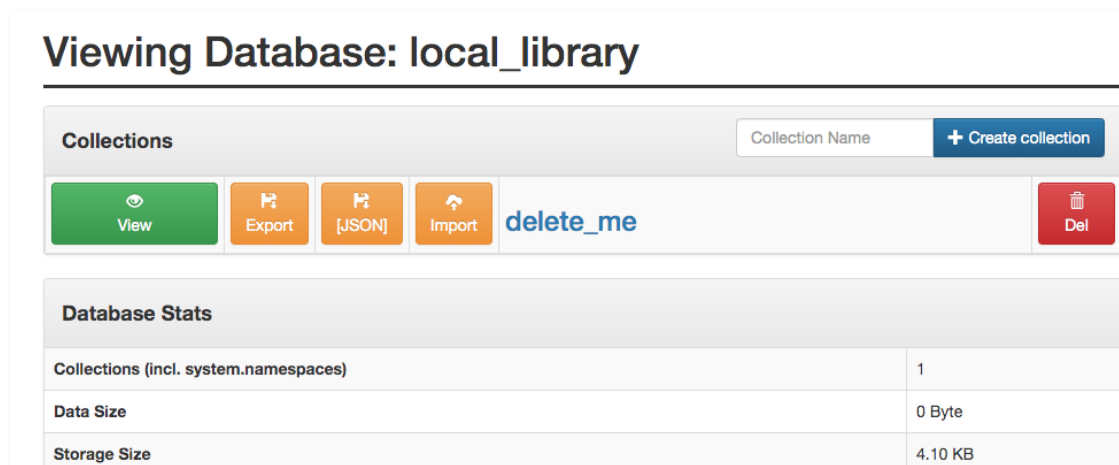 Viewing Database: local_library
Collections
Collection Name
Create collection
View
Export
[JSON]
Import
delete_me
Del
Database Stats
Collections (incl. system.namespaces) 1
Data Size 0 Byte
Storage Size 4.10 KB